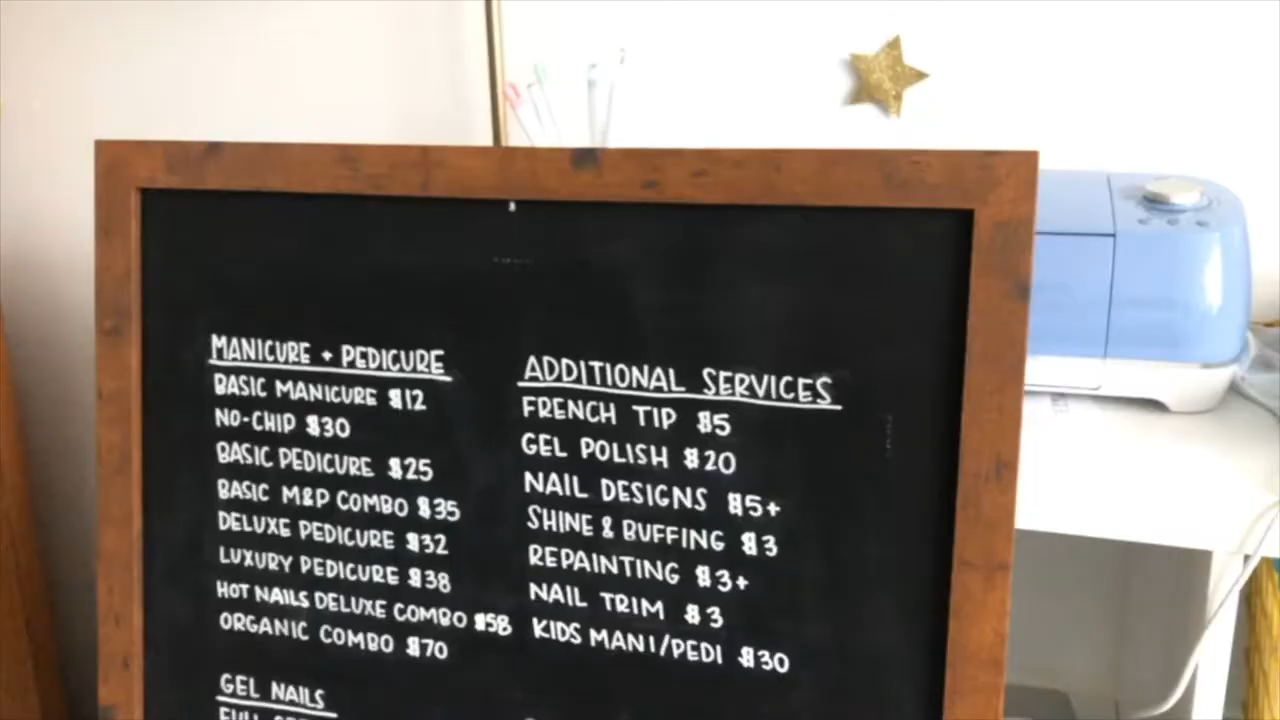 MANICURE + PEDICURE
BASIC MANICURE $12
NO-CHIP $30
BASIC PEDICURE $25
BASIC M&P COMBO $35
DELUXE PEDICURE $32
LUXURY PEDICURE $38
HOT NAILS DELUXE COMBO $58
ORGANIC COMBO $70
GEL NAILS
ADDITIONAL SERVICES
FRENCH TIP $5
GEL POLISH $20
NAIL DESIGNS $5+
SHINE & BUFFING $3
REPAINTING $3+
NAIL TRIM $3
KIDS MANI/PEDI $30